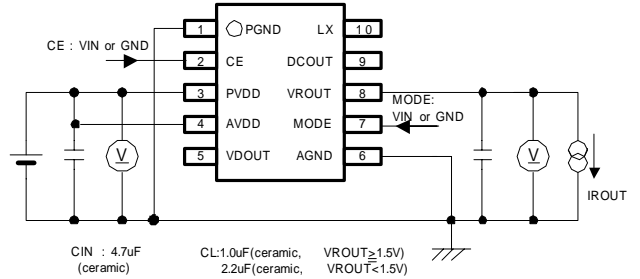 1 PGND LX 10
CE : VIN or GND
2 CE DCOUT 9
3 PVDD VROUT 8
MODE:
VIN or GND
4 AVDD MODE 7
5 VDOUT AGND 6
V V
IROUT
CIN : 4.7uF
(ceramic)
CL:1.0uF(ceramic, VROUT≧1.5V)
2.2uF(ceramic, VROUT<1.5V)